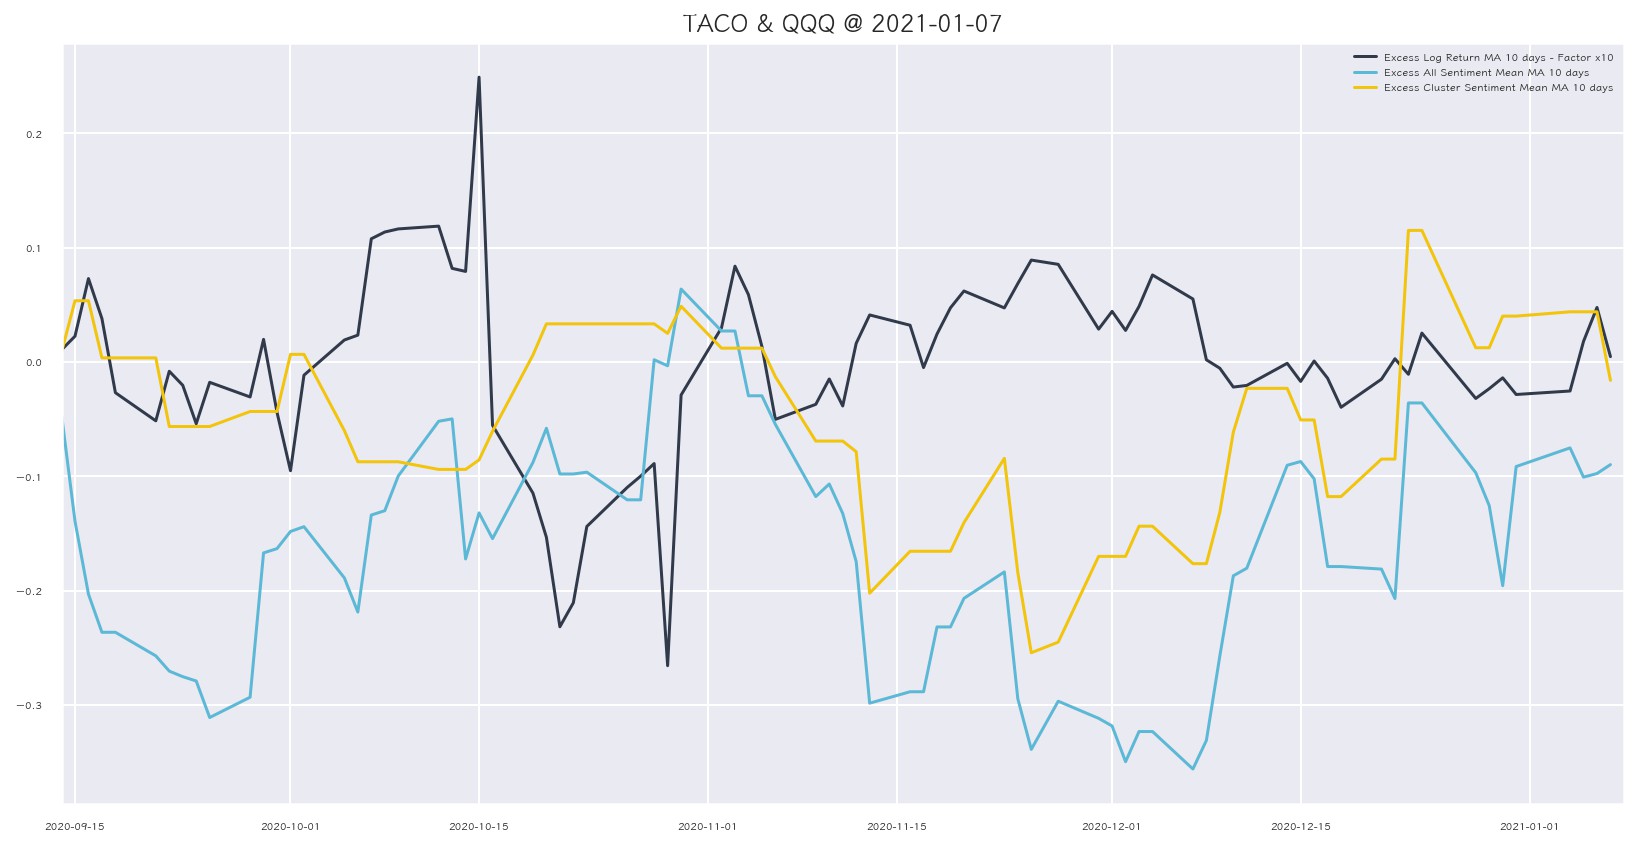 TACO & QQQ @ 2021-01-07
Excess Log Return MA 10 days - Factor x10
Excess All Sentiment Mean MA 10 days
Excess Cluster Sentiment Mean MA 10 days
0.2
0.1
0.0
−0.1
−0.2
−0.3
2020-09-15 2020-10-01 2020-10-15 2020-11-01 2020-11-15 2020-12-01 2020-12-15 2021-01-01